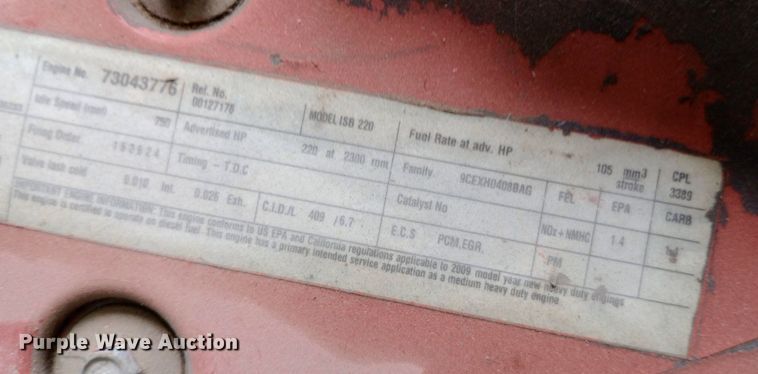 Engine No. 73043776
Ref. No.
06127178
MODEL ISB 220
Fuel Rate at adv. HP
105 mm3
stroke
CPL
3389
Idv. Speed (rpm) 750
Advertised HP 220 at 2300 rpm
Family 9CEXH0408BAG
FEL
EPA
CARB
Firing Order 153624
Timing - T.D.C
Catalyst No
NOx+NMHC
1.4
Valve lash cold 0.010 Int. 0.026 Exh.
C.I.D./L 409 /6.7
E.C.S PCM,EGR,
PM
IMPORTANT ENGINE INFORMATION: This engine conforms to US EPA and California regulations applicable to 2009 model year new heavy duty engines
This engine is certified to operate on diesel fuel. This engine has a primary intended service application as a medium heavy duty engine
Purple Wave Auction